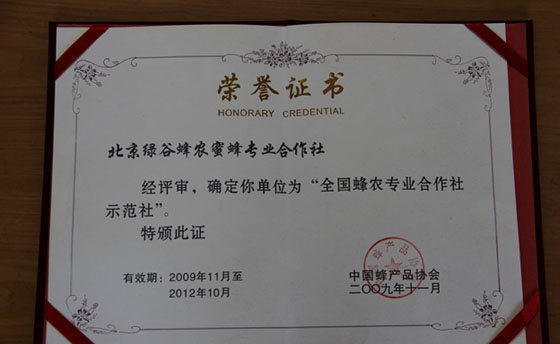 荣誉证书
HONORARY CREDENTIAL
北京绿谷蜂农蜜蜂专业合作社
经评审，确定你单位为“全国蜂农专业合作社
示范社”。
特颁此证
有效期：2009年11月至
2012年10月
中国蜂产品协会
二〇〇九年十一月